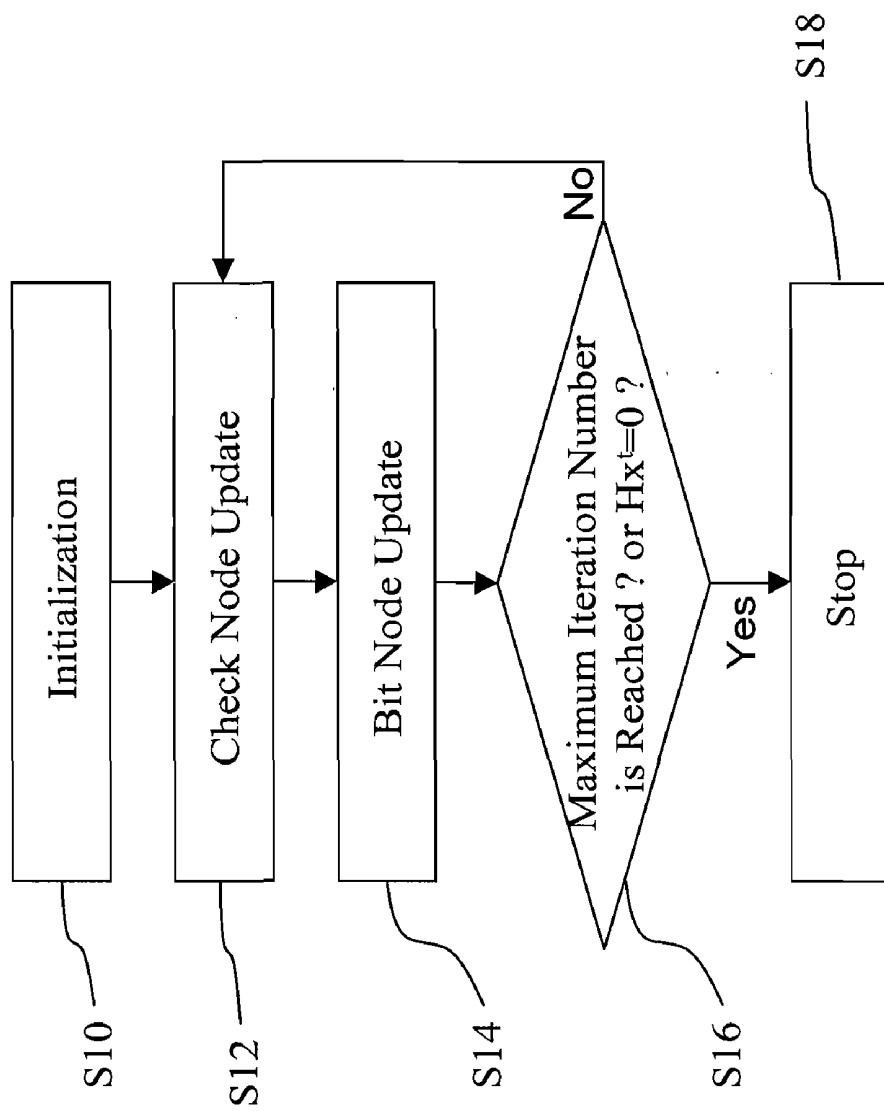 Initialization
S10
Check Node Update
S12
Bit Node Update
S14
Maximum Iteration Number
is Reached ? or Hxᵗ=0 ?
S16
No
Yes
Stop
S18